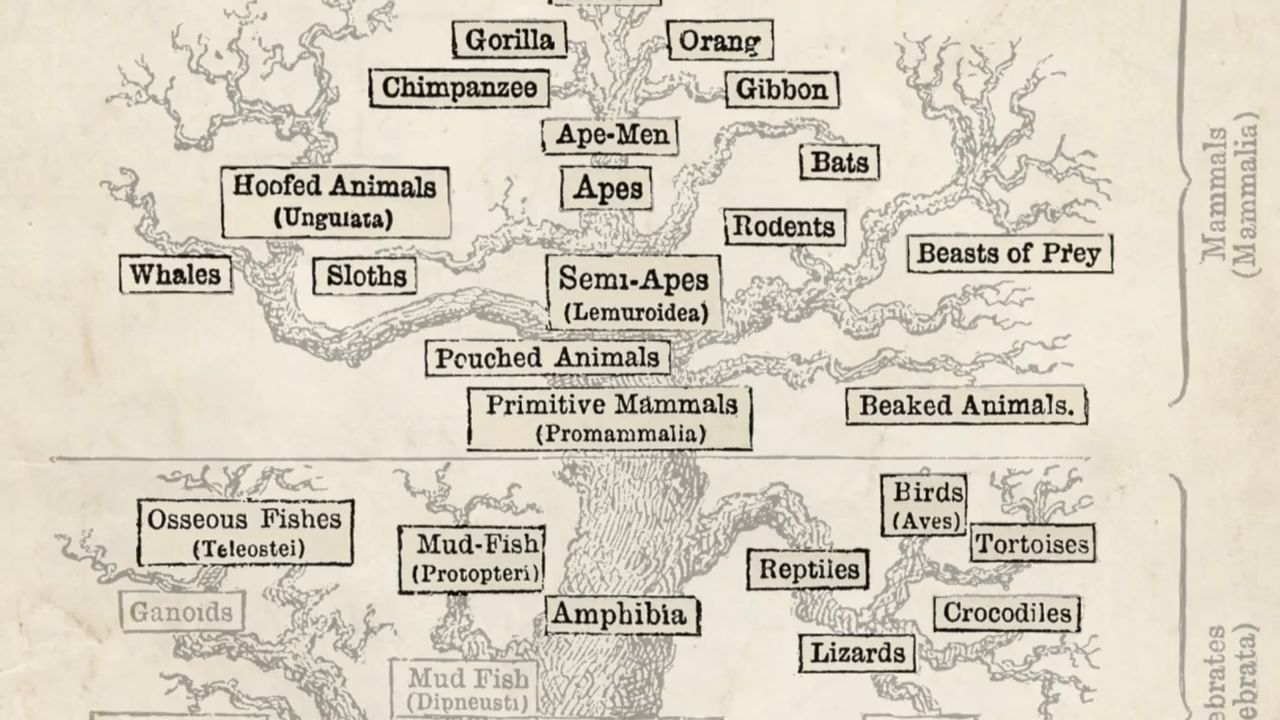 Gorilla
Orang
Chimpanzee
Gibbon
Ape-Men
Bats
Hoofed Animals
(Ungulata)
Apes
Rodents
Beasts of Prey
Whales
Sloths
Semi-Apes
(Lemuroidea)
Pouched Animals
Primitive Mammals
(Promammalia)
Beaked Animals.
Mammals
(Mammalia)
Osseous Fishes
(Teleostei)
Mud-Fish
(Protopteri)
Birds
(Aves)
Tortoises
Reptiles
Ganoids
Amphibia
Crocodiles
Lizards
Mud Fish
(Dipneusti)
ebrates
ebrata)